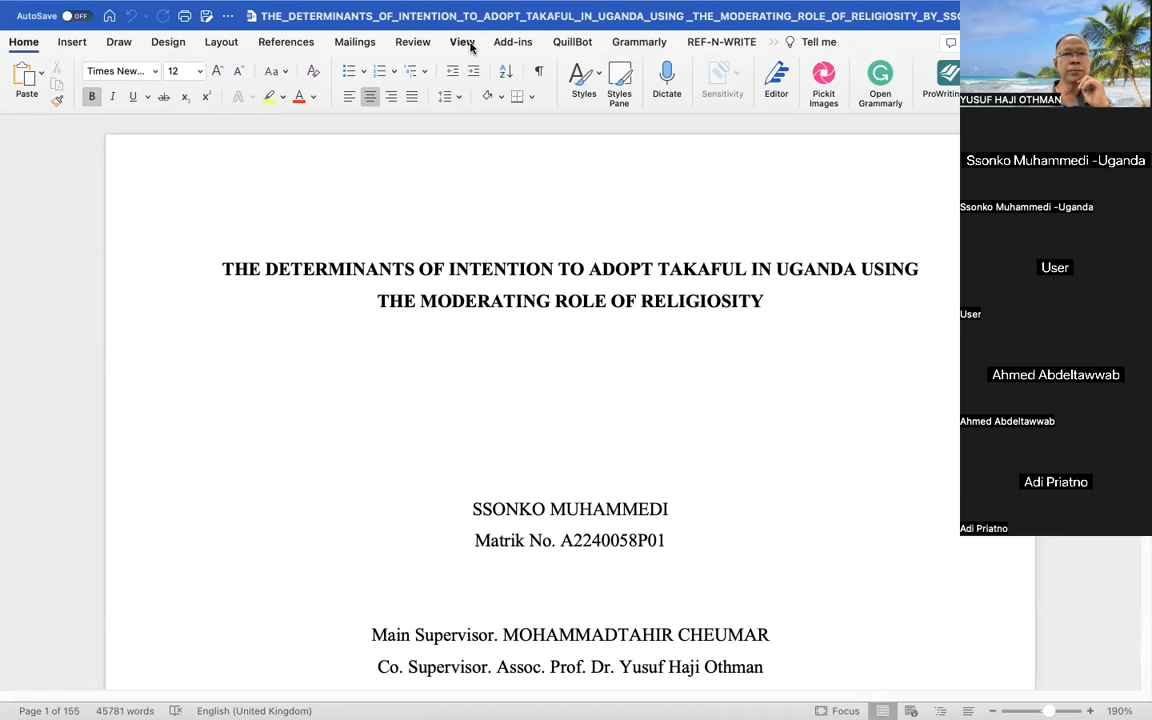 AutoSave OFF
THE_DETERMINANTS_OF_INTENTION_TO_ADOPT_TAKAFUL_IN_UGANDA_USING _THE_MODERATING_ROLE_OF_RELIGIOSITY_BY_SSO
Home Insert Draw Design Layout References Mailings Review View Add-ins QuillBot Grammarly REF-N-WRITE Tell me
Paste
Times New... 12
Styles
Styles Pane
Dictate
Sensitivity
Editor
Pickit Images
Open Grammarly
ProWriting
YUSUF HAJI OTHMAN
Ssonko Muhammedi -Uganda
Ssonko Muhammedi -Uganda
User
User
Ahmed Abdeltawwab
Ahmed Abdeltawwab
Adi Priatno
Adi Priatno
THE DETERMINANTS OF INTENTION TO ADOPT TAKAFUL IN UGANDA USING
THE MODERATING ROLE OF RELIGIOSITY
SSONKO MUHAMMEDI
Matrik No. A2240058P01
Main Supervisor. MOHAMMADTAHIR CHEUMAR
Co. Supervisor. Assoc. Prof. Dr. Yusuf Haji Othman
Page 1 of 155 45781 words English (United Kingdom) Focus 190%